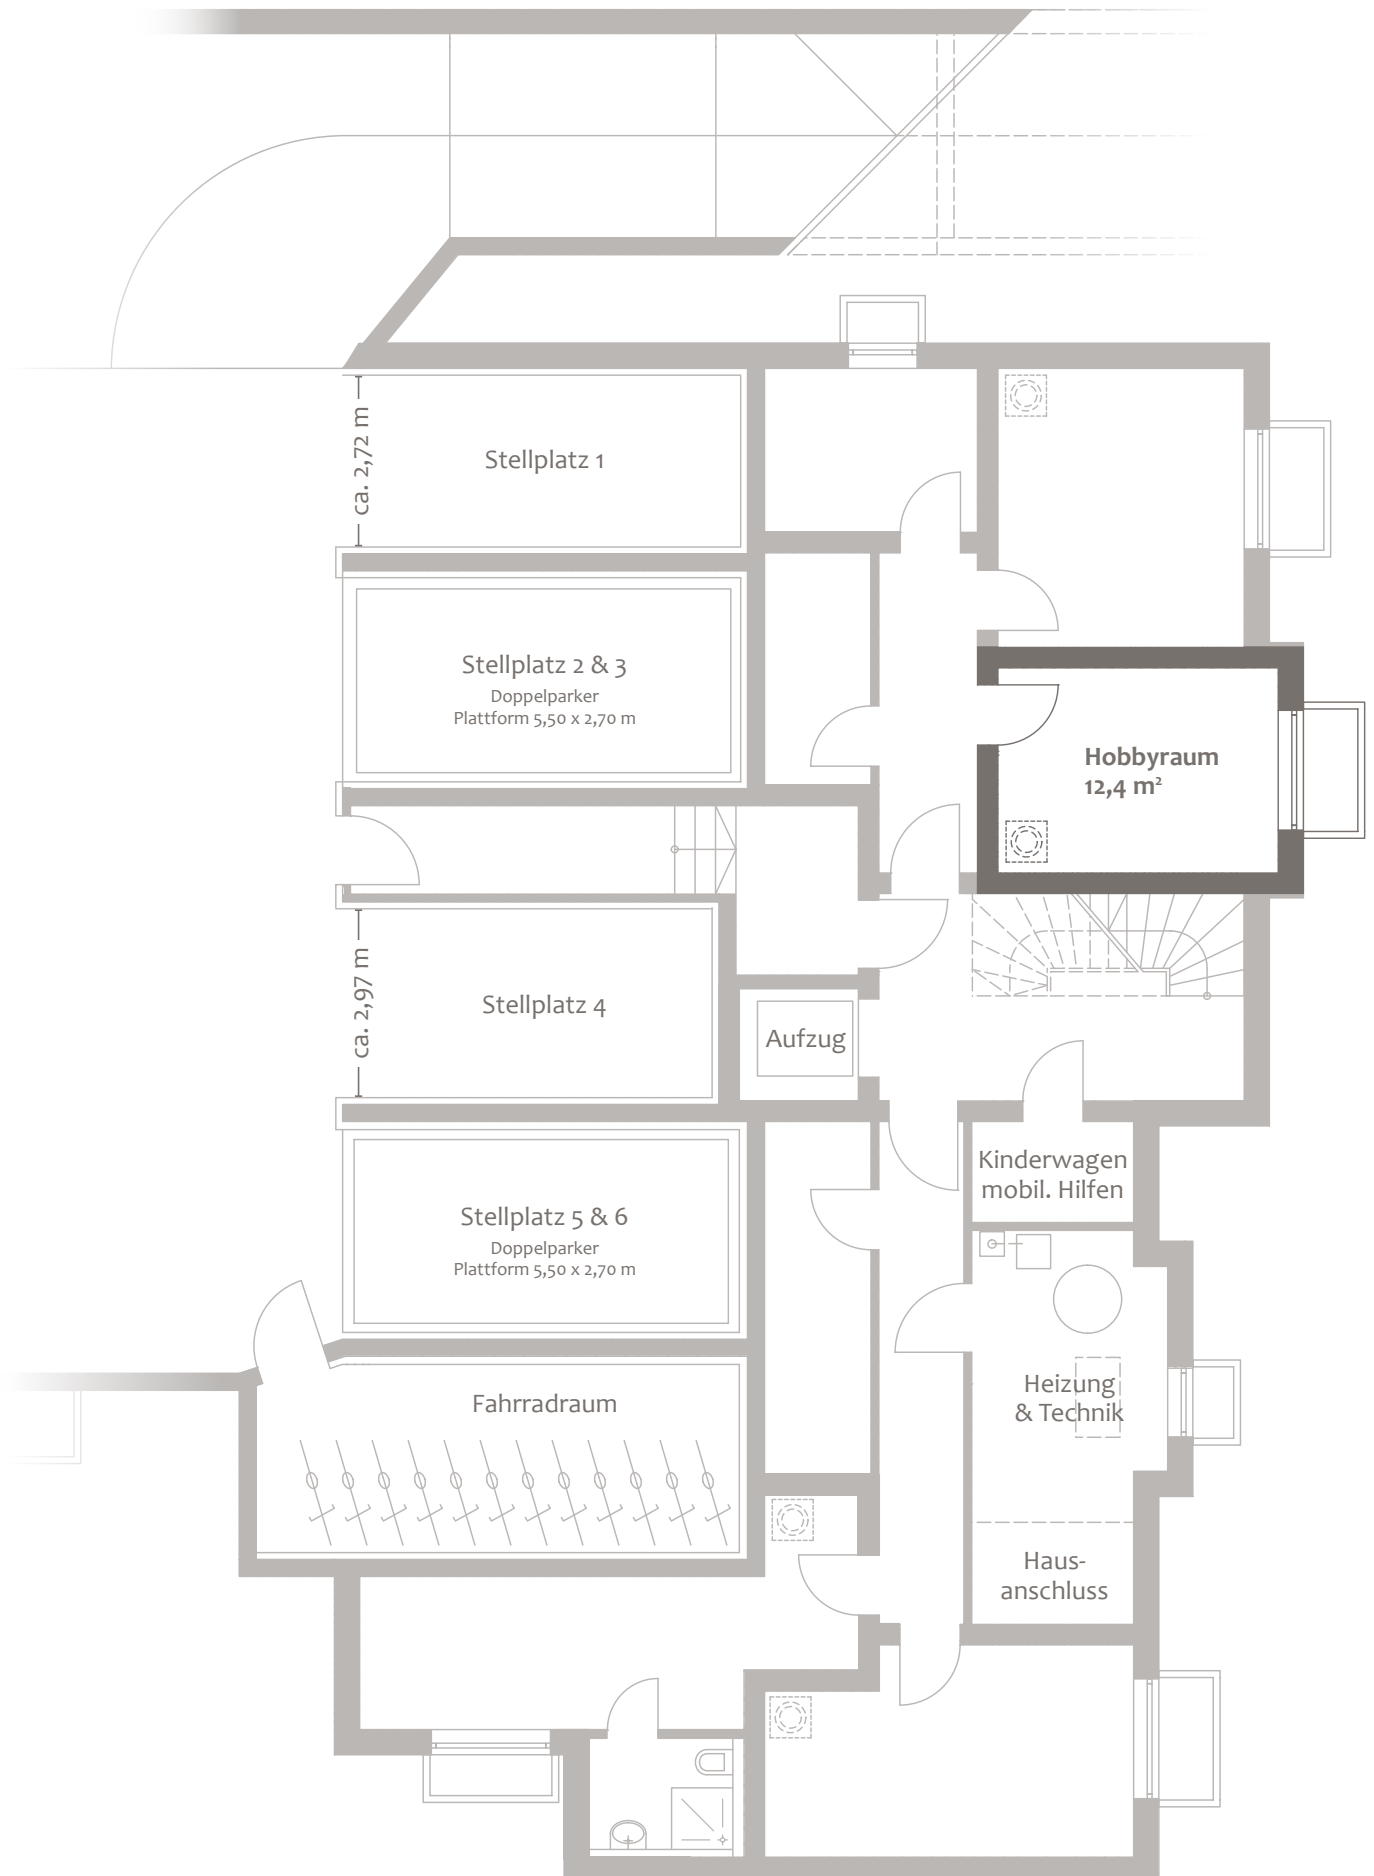 ca. 2,72 m
Stellplatz 1
Stellplatz 2 & 3
Doppelparker
Plattform 5,50 x 2,70 m
Hobbyraum
12,4 m²
ca. 2,97 m
Stellplatz 4
Aufzug
Kinderwagen
mobil. Hilfen
Stellplatz 5 & 6
Doppelparker
Plattform 5,50 x 2,70 m
Heizung
& Technik
Fahrradraum
Haus-
anschluss